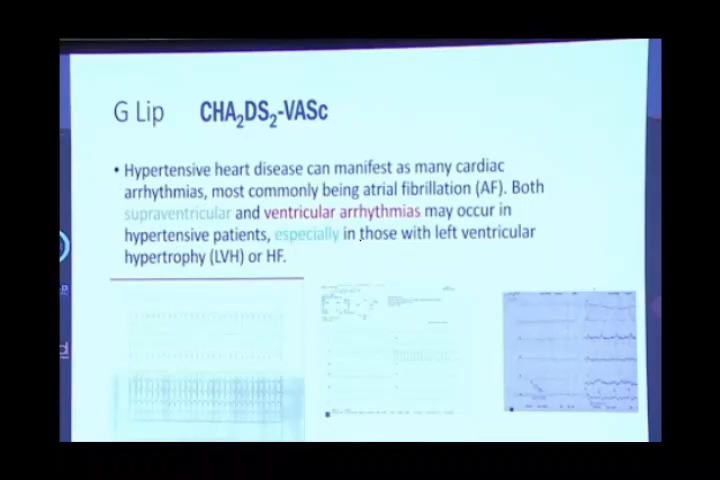 G Lip CHA₂DS₂-VASc
• Hypertensive heart disease can manifest as many cardiac
arrhythmias, most commonly being atrial fibrillation (AF). Both
supraventricular and ventricular arrhythmias may occur in
hypertensive patients, especially in those with left ventricular
hypertrophy (LVH) or HF.